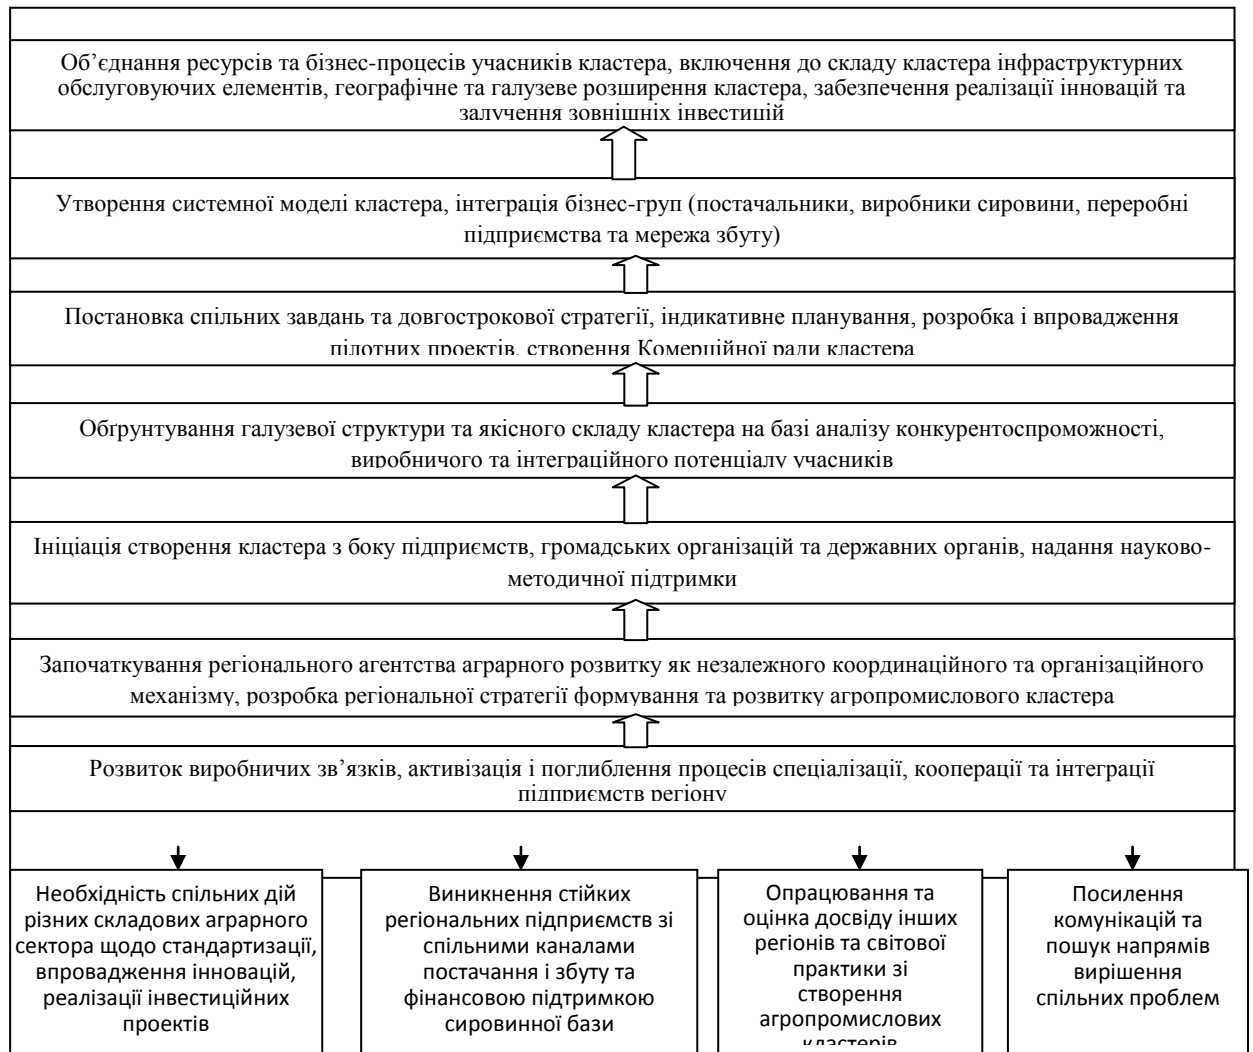 Об’єднання ресурсів та бізнес-процесів учасників кластера, включення до складу кластера інфраструктурних
обслуговуючих елементів, географічне та галузеве розширення кластера, забезпечення реалізації інновацій та
залучення зовнішніх інвестицій
Утворення системної моделі кластера, інтеграція бізнес-груп (постачальники, виробники сировини, переробні
підприємства та мережа збуту)
Постановка спільних завдань та довгострокової стратегії, індикативне планування, розробка і впровадження
пілотних проектів, створення Комерційної ради кластера
Обґрунтування галузевої структури та якісного складу кластера на базі аналізу конкурентоспроможності,
виробничого та інтеграційного потенціалу учасників
Ініціація створення кластера з боку підприємств, громадських організацій та державних органів, надання науково-
методичної підтримки
Започаткування регіонального агентства аграрного розвитку як незалежного координаційного та організаційного
механізму, розробка регіональної стратегії формування та розвитку агропромислового кластера
Розвиток виробничих зв’язків, активізація і поглиблення процесів спеціалізації, кооперації та інтеграції
підприємств регіону
Необхідність спільних дій
різних складових аграрного
сектора щодо стандартизації,
впровадження інновацій,
реалізації інвестиційних
проектів
Виникнення стійких
регіональних підприємств зі
спільними каналами
постачання і збуту та
фінансовою підтримкою
сировинної бази
Опрацювання та
оцінка досвіду інших
регіонів та світової
практики зі
створення
агропромислових
кластерів
Посилення
комунікацій та
пошук напрямів
вирішення
спільних проблем